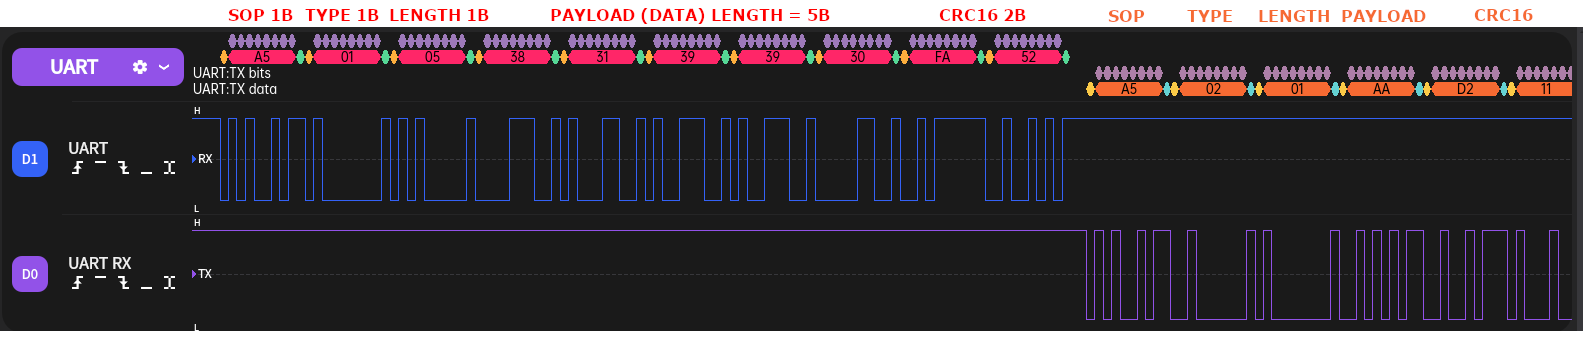 SOP 1B TYPE 1B LENGTH 1B PAYLOAD (DATA) LENGTH = 5B CRC16 2B SOP TYPE LENGTH PAYLOAD CRC16
UART
A5 01 05 38 31 39 39 30 FA 52
UART:TX bits
UART:TX data
A5 02 01 AA D2 11
H
D1
UART
RX
L
H
D0
UART RX
TX
L